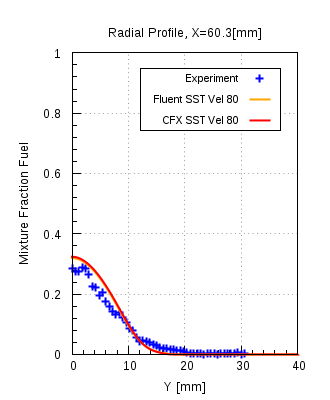 Radial Profile, X=60.3[mm]
1
0.8
0.6
0.4
0.2
0
Mixture Fraction Fuel
Experiment
Fluent SST Vel 80
CFX SST Vel 80
0 10 20 30 40
Y [mm]